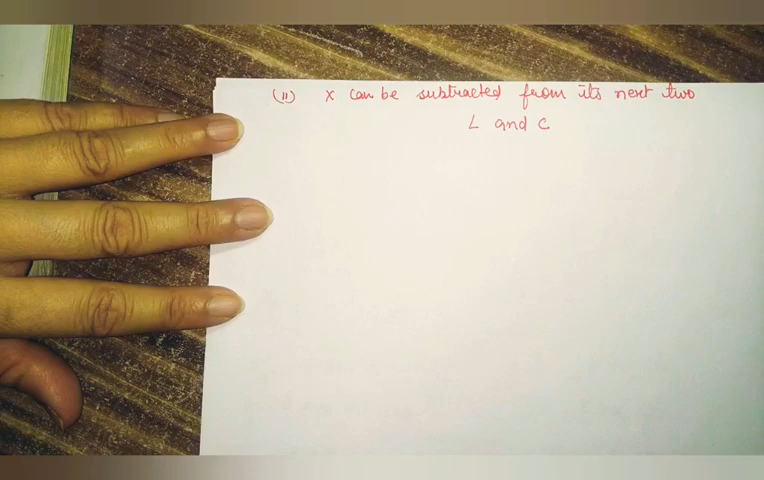 (II) X can be subtracted from its next two
L and C